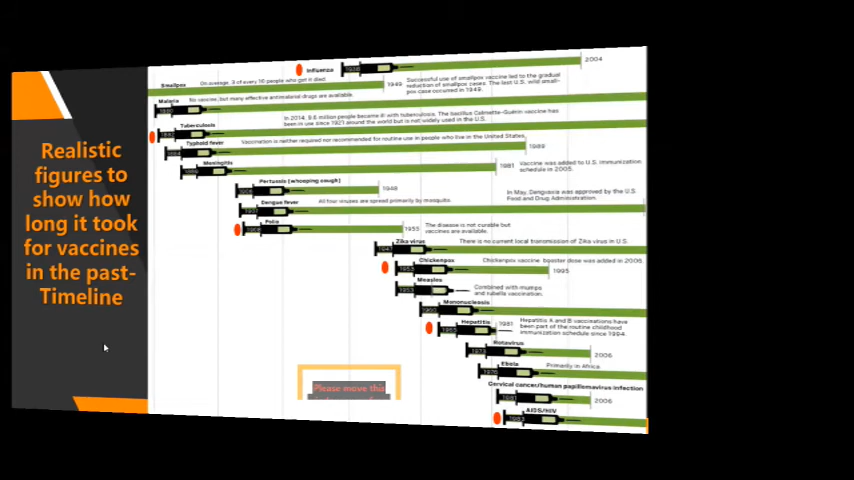 Realistic
figures to
show how
long it took
for vaccines
in the past-
Timeline
Influenza
2004
Smallpox
On average, 3 of every 10 people who got it died.
1949
Successful use of smallpox vaccine led to the gradual
reduction of smallpox cases. The last U.S. wild small-
pox case occurred in 1949.
Malaria
No vaccine, but many effective antimalarial drugs are available.
1880
Tuberculosis
In 2014, 9.6 million people became ill with tuberculosis. The bacillus Calmette-Guérin vaccine has
been in use since 1921 around the world but is not widely used in the U.S.
Typhoid fever
Vaccination is neither required nor recommended for routine use in people who live in the United States.
1989
Meningitis
1981
Vaccine was added to U.S. immunization
schedule in 2005.
Pertussis (whooping cough)
1948
Dengue fever
All four viruses are spread primarily by mosquito.
In May, Dengvaxia was approved by the U.S.
Food and Drug Administration.
1907
Polio
1955
The disease is not curable but
vaccines are available.
Zika virus
There is no current local transmission of Zika virus in U.S.
1947
Chickenpox
Chickenpox vaccine booster dose was added in 2006.
1953
1995
Measles
1953
Combined with mumps
and rubella vaccination.
Mononucleosis
Hepatitis
1965
1981
Hepatitis A and B vaccinations have
been part of the routine childhood
immunization schedule since 1994.
Rotavirus
1973
2006
Ebola
Primarily in Africa
1976
Cervical cancer/human papillomavirus infection
1981
2006
AIDS/HIV
1983
Please move this